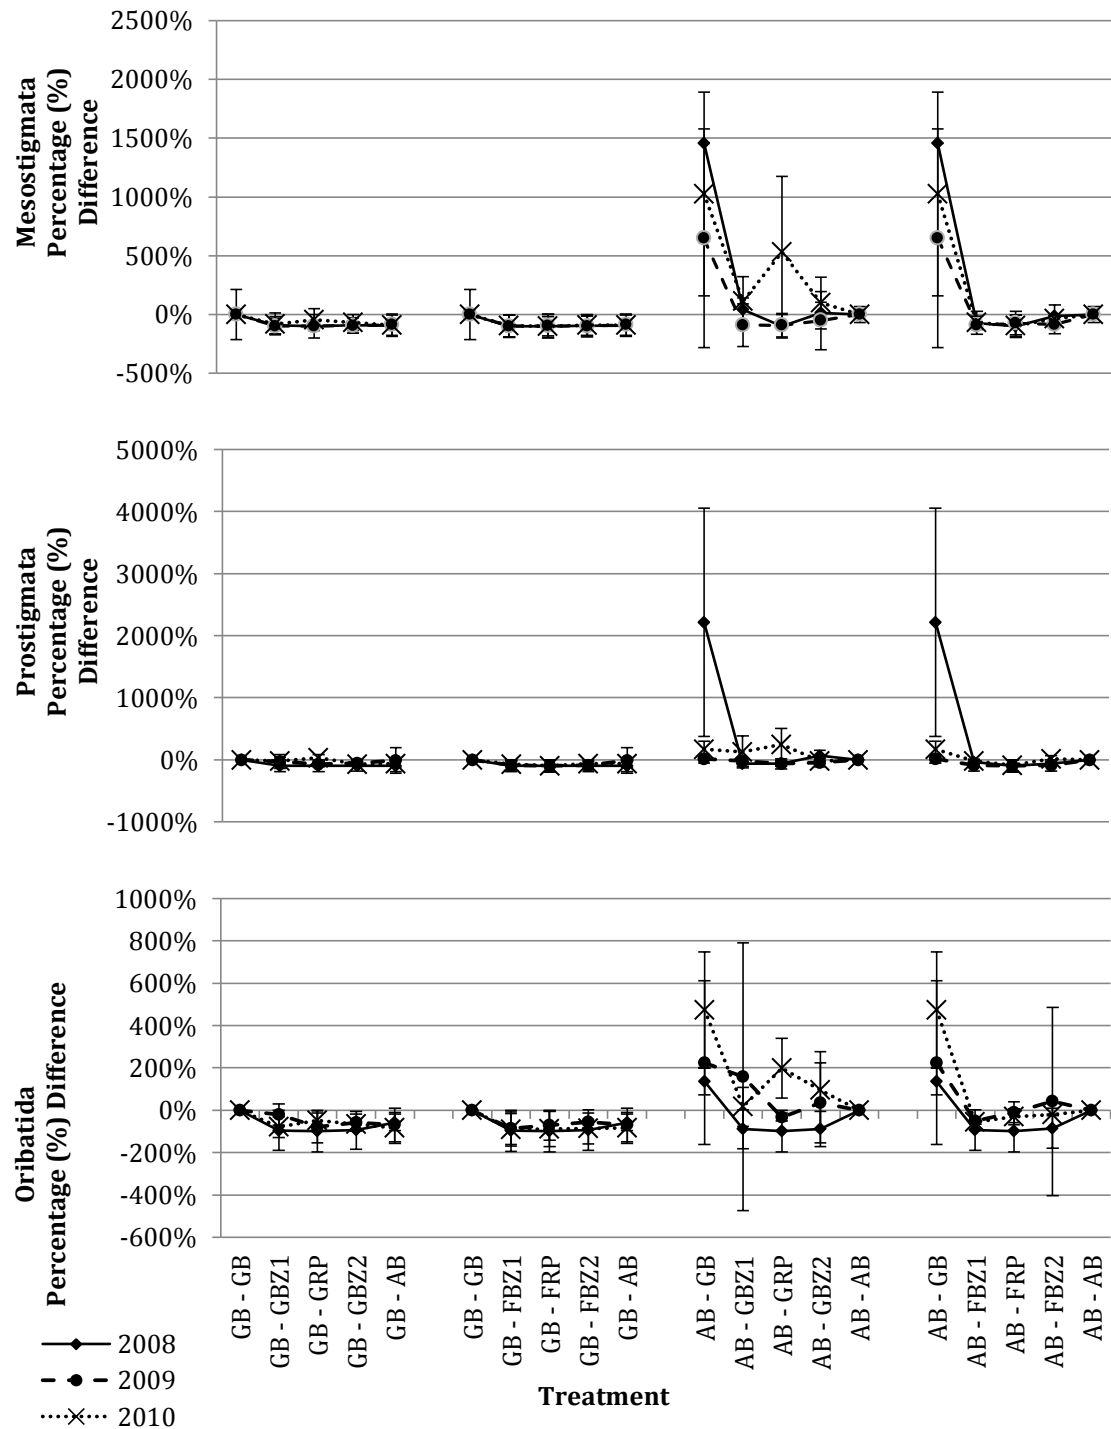 Mesostigmata
Percentage (%)
Difference
2500%
2000%
1500%
1000%
500%
0%
-500%
Prostigmata
Percentage (%)
Difference
5000%
4000%
3000%
2000%
1000%
0%
-1000%
Oribatida
Percentage (%) Difference
1000%
800%
600%
400%
200%
0%
-200%
-400%
-600%
GB - GB
GB - GBZ1
GB - GRP
GB - GBZ2
GB - AB
GB - GB
GB - FBZ1
GB - FRP
GB - FBZ2
GB - AB
AB - GB
AB - GBZ1
AB - GRP
AB - GBZ2
AB - AB
AB - GB
AB - FBZ1
AB - FRP
AB - FBZ2
AB - AB
Treatment
2008
2009
2010